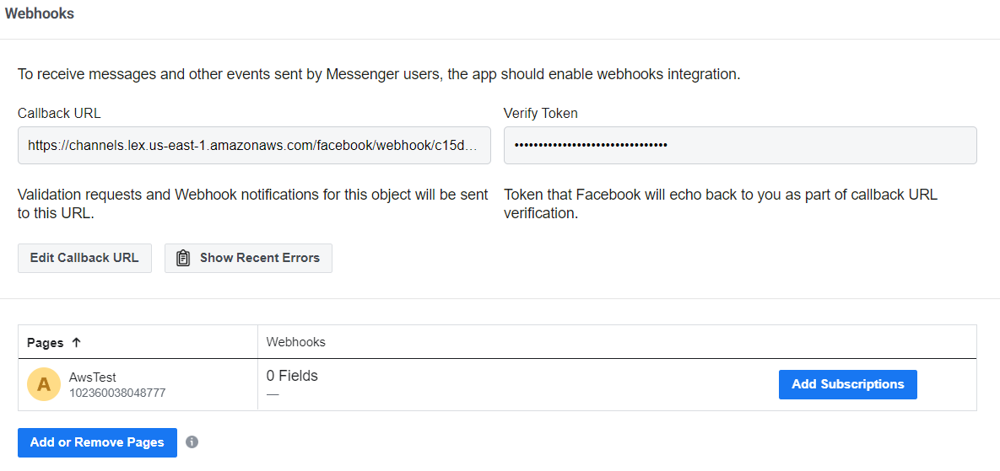 Webhooks
To receive messages and other events sent by Messenger users, the app should enable webhooks integration.
Callback URL
Verify Token
https://channels.lex.us-east-1.amazonaws.com/facebook/webhook/c15d...
••••••••••••••••••••••••••••••••
Validation requests and Webhook notifications for this object will be sent
to this URL.
Token that Facebook will echo back to you as part of callback URL
verification.
Edit Callback URL
Show Recent Errors
Pages ↑
Webhooks
A
AwsTest
102360038048777
0 Fields
—
Add Subscriptions
Add or Remove Pages